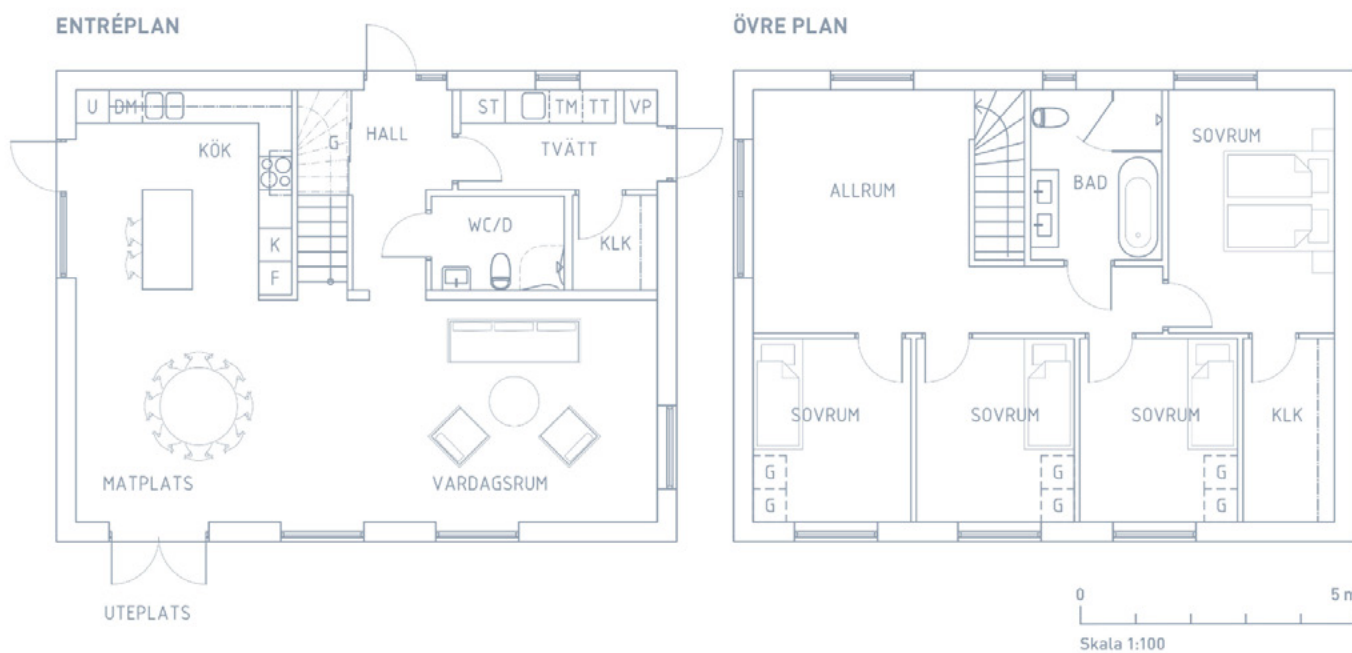 ENTRÉPLAN
U
DM
KÖK
G
HALL
ST
TM
TT
VP
TVÄTT
WC/D
KLK
K
F
MATPLATS
VARDAGSRUM
UTEPLATS
ÖVRE PLAN
ALLRUM
BAD
SOVRUM
SOVRUM
SOVRUM
SOVRUM
KLK
G
G
G
G
G
G
0
5 m
Skala 1:100